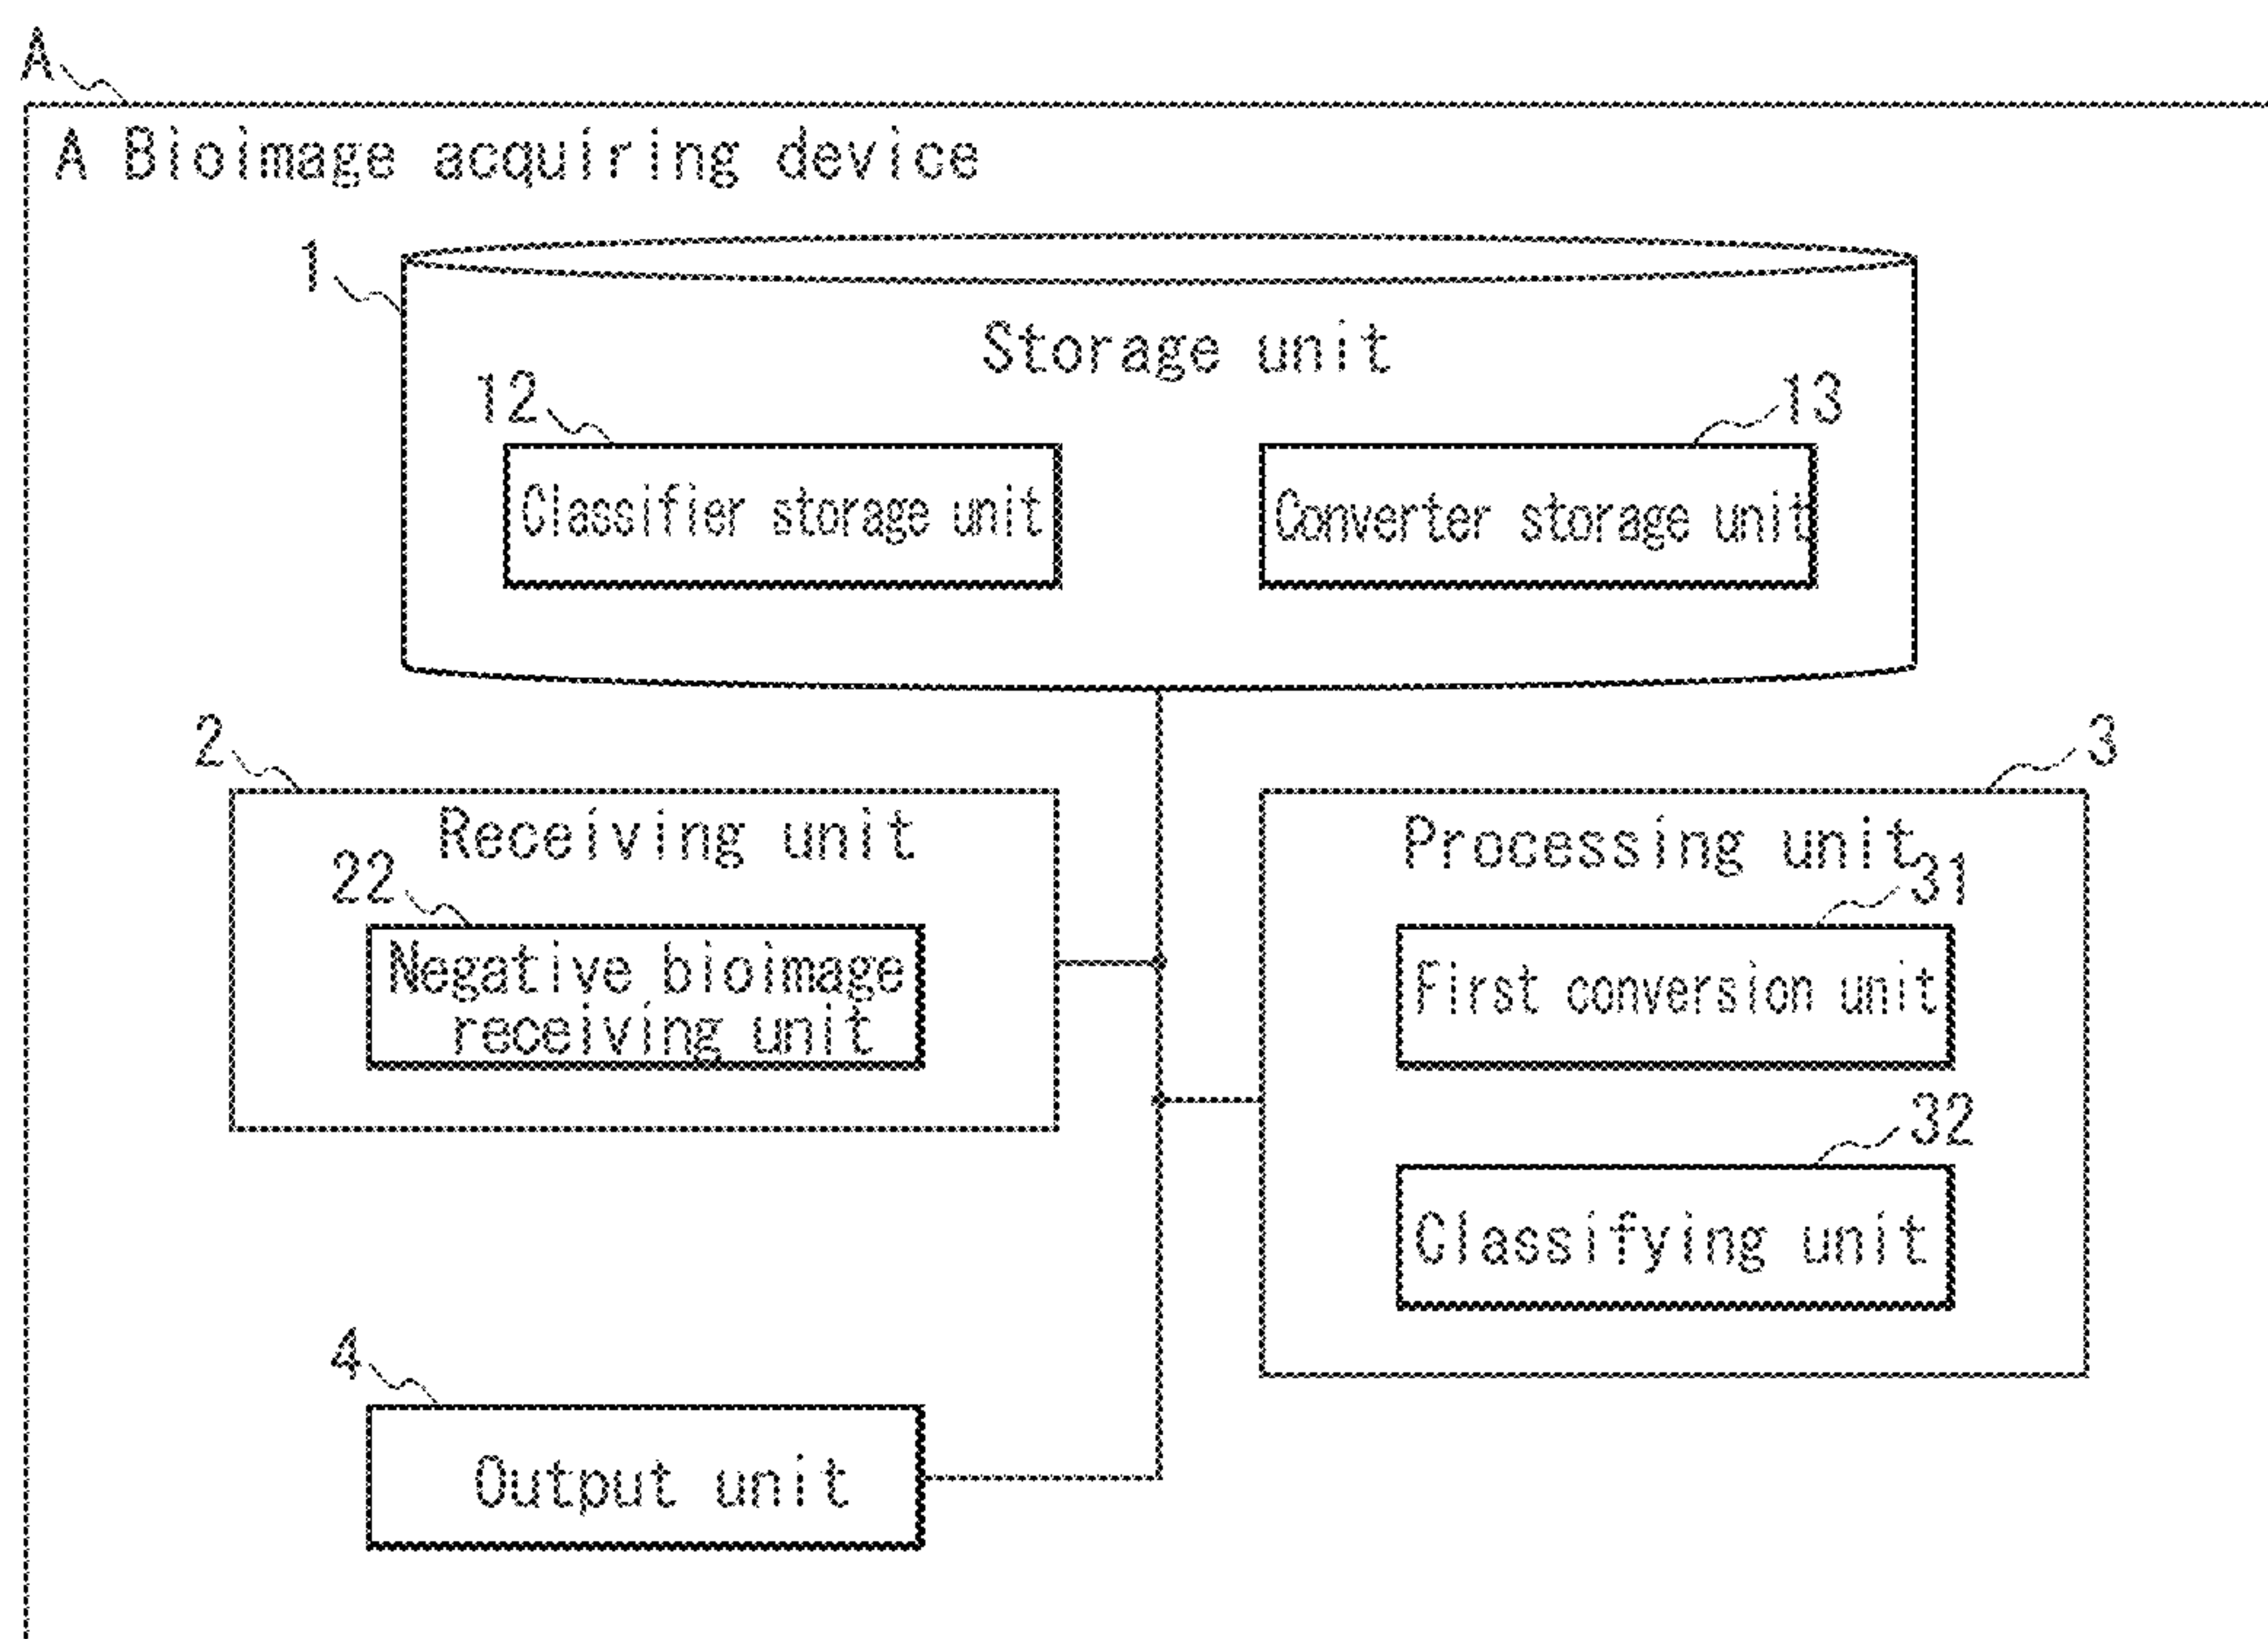 A
A Bioimage acquiring device
1
Storage unit
12
13
Classifier storage unit
Converter storage unit
2
3
Receiving unit
Processing unit
22
31
Negative bioimage
receiving unit
First conversion unit
32
Classifying unit
4
Output unit